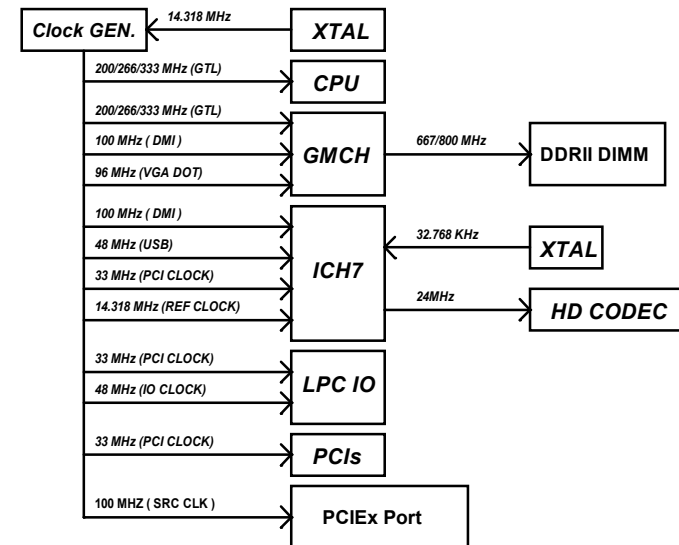 Clock GEN.
14.318 MHz
XTAL
200/266/333 MHz (GTL)
CPU
200/266/333 MHz (GTL)
100 MHz ( DMI )
96 MHz (VGA DOT)
GMCH
667/800 MHz
DDRII DIMM
100 MHz ( DMI )
48 MHz (USB)
33 MHz (PCI CLOCK)
14.318 MHz (REF CLOCK)
ICH7
32.768 KHz
XTAL
24MHz
HD CODEC
33 MHz (PCI CLOCK)
48 MHz (IO CLOCK)
LPC IO
33 MHz (PCI CLOCK)
PCIs
100 MHZ ( SRC CLK )
PCIEx Port